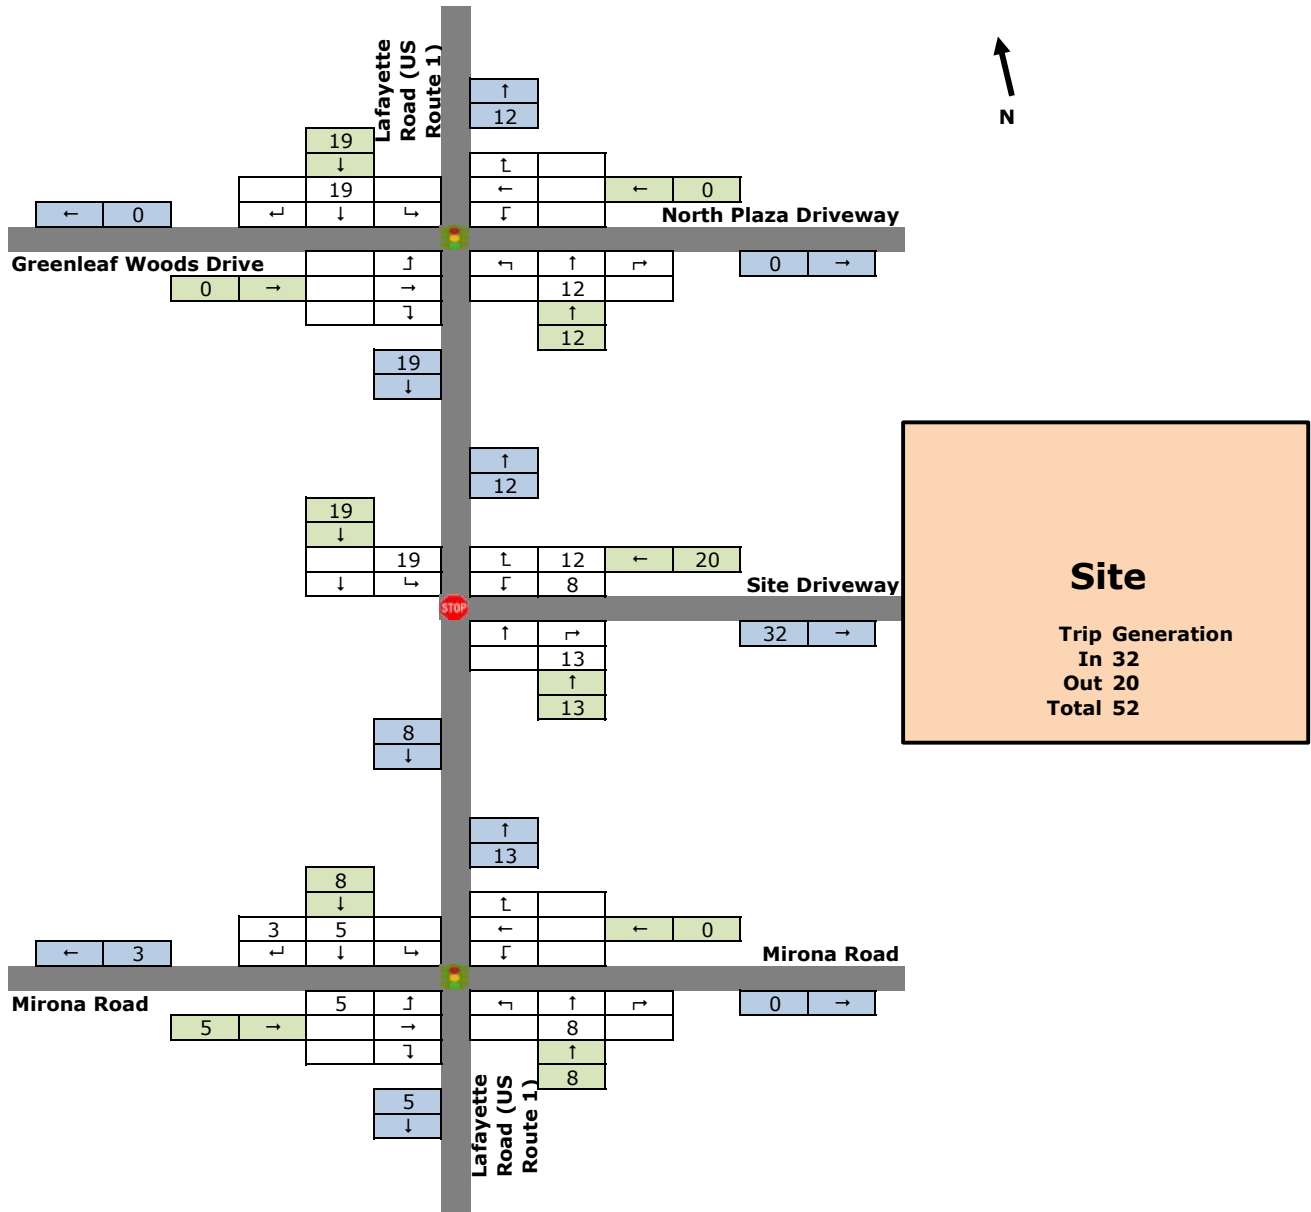 Lafayette
Road (US
Route 1)
↑
12
N
19
↓
↱
19
←
← 0
← 0
↵ ↓ ↳
↲
North Plaza Driveway
Greenleaf Woods Drive
↑
↰ ↑ ↱
0 →
0 →
→
12
↴
↑
12
19
↓
↑
12
19
↓
19
↱ 12 ← 20
↓ ↳
↲ 8
Site Driveway
STOP
Site
↑ ↱
32 →
Trip Generation
13
In 32
↑
Out 20
13
Total 52
8
↓
↑
13
8
↓
↱
3 5
←
← 0
← 3
↵ ↓ ↳
↲
Mirona Road
Mirona Road
5 ↑
↰ ↑ ↱
0 →
5 →
→
8
↴
↑
8
5
↓
Lafayette
Road (US
Route 1)